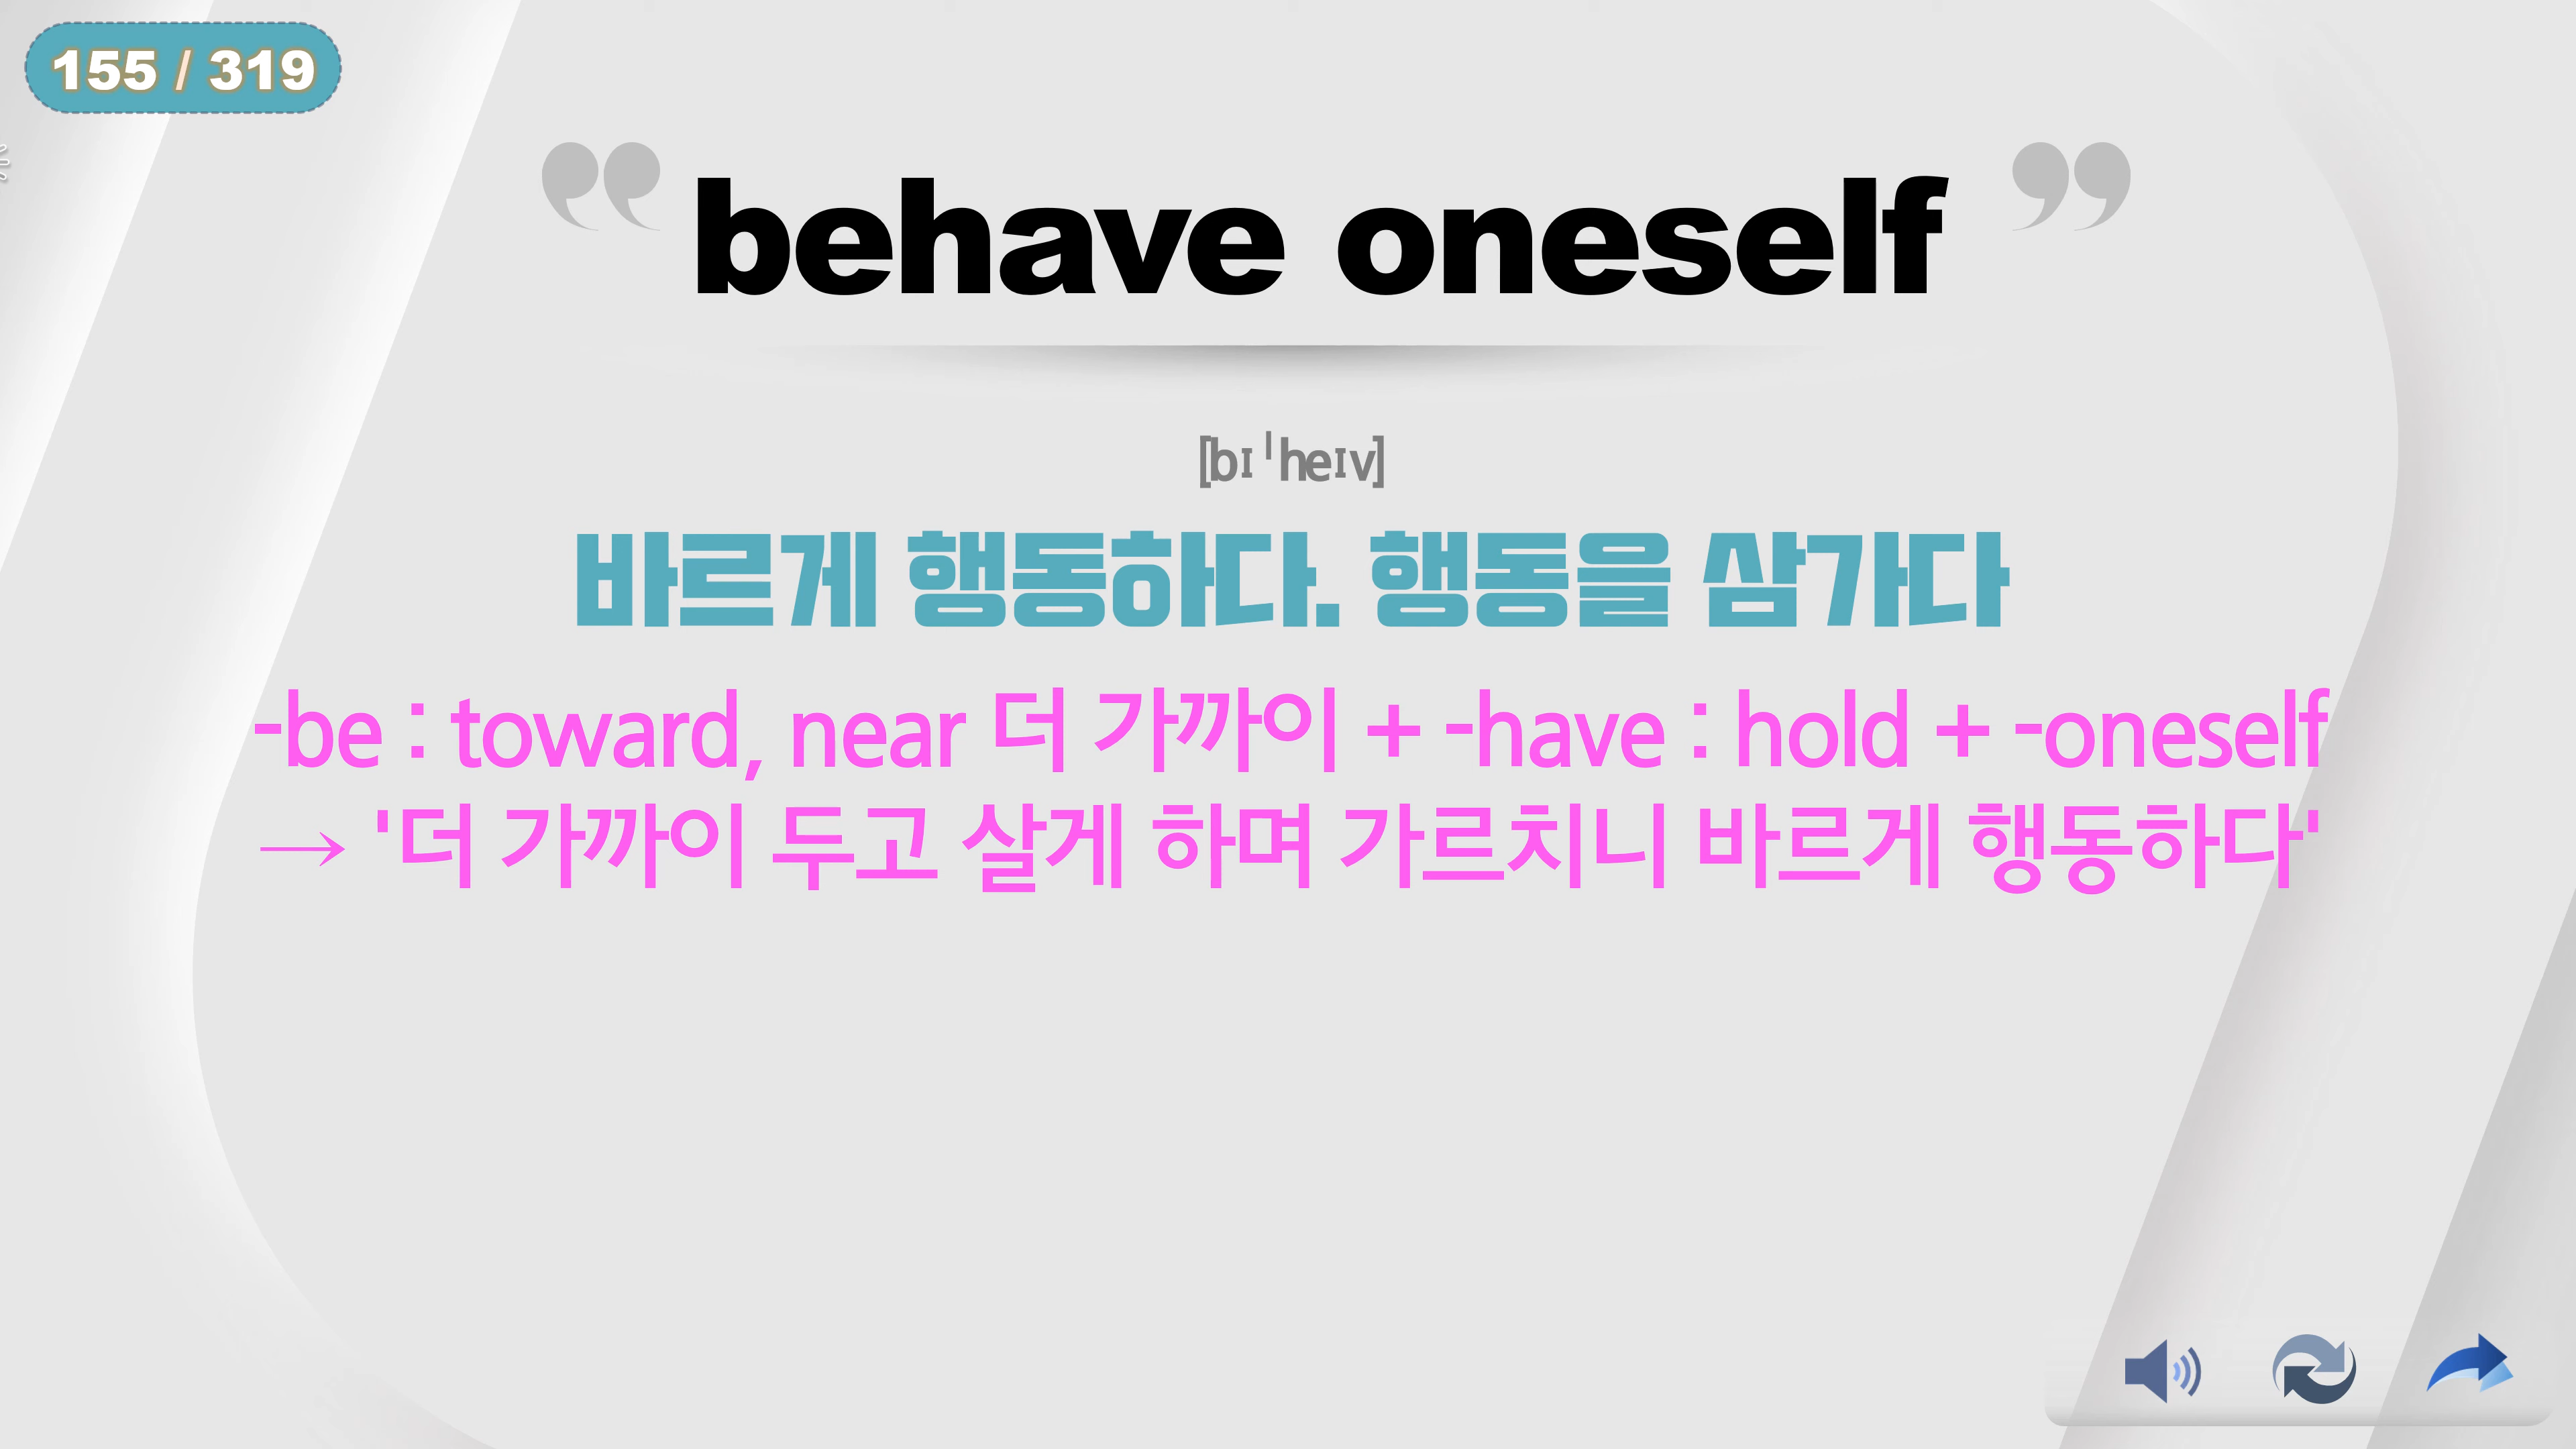 155 / 319
❝ behave oneself ❞
[bɪˈheɪv]
바르게 행동하다. 행동을 삼가다
-be : toward, near 더 가까이 + -have : hold + -oneself
→ '더 가까이 두고 살게 하며 가르치니 바르게 행동하다'